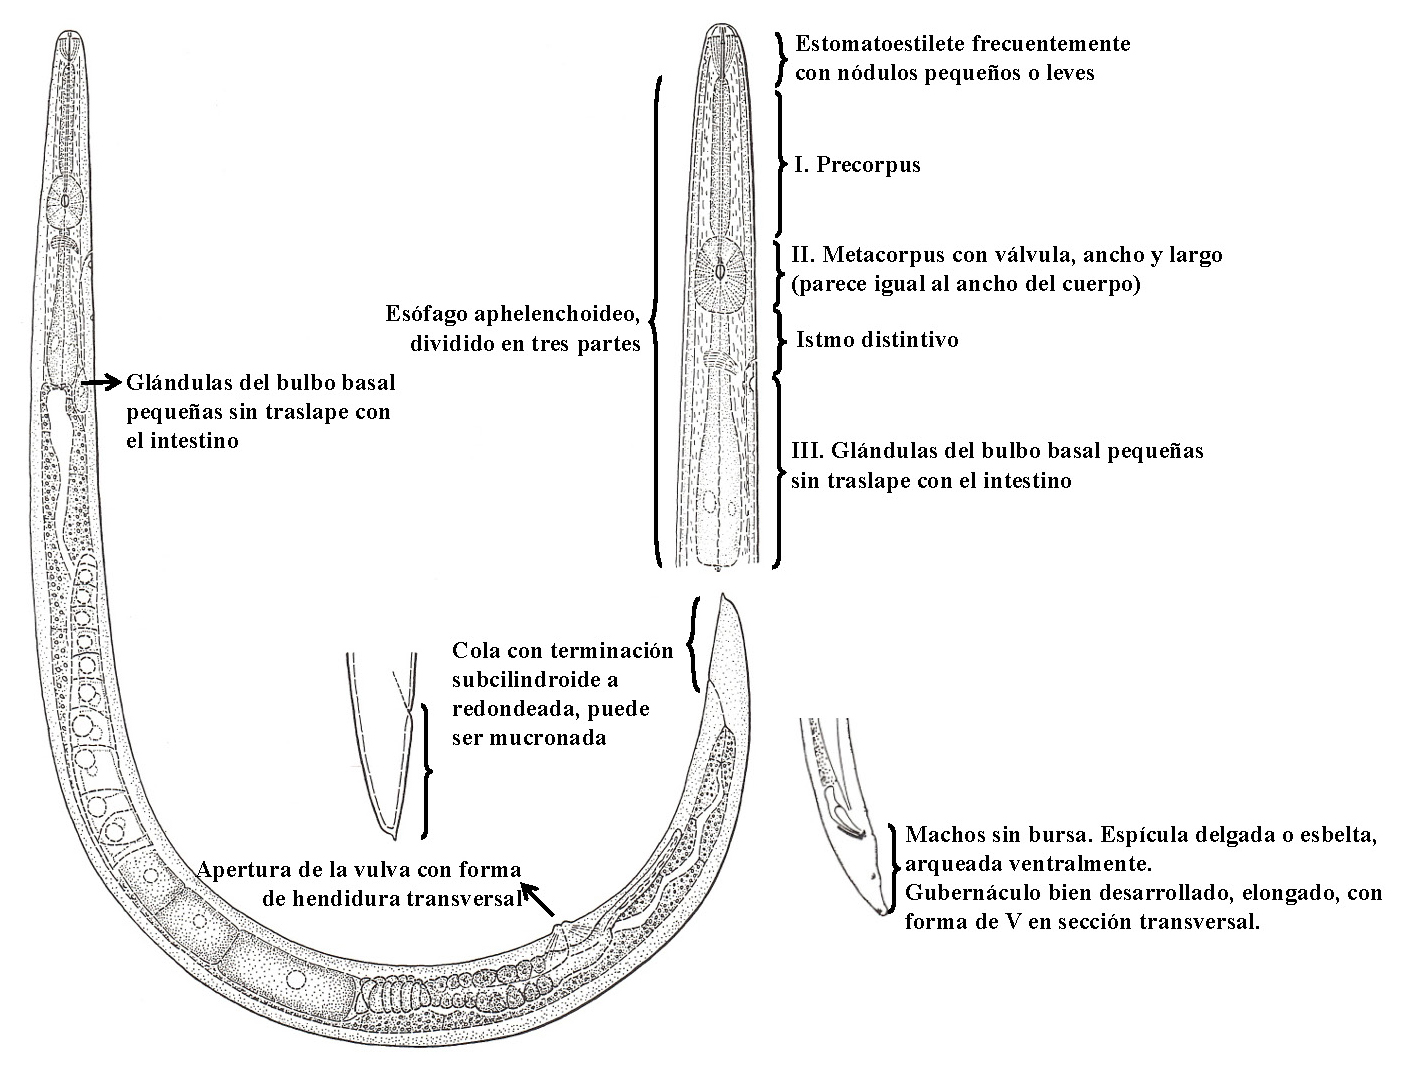 Estomatoestilete frecuentemente
con nódulos pequeños o leves
I. Precorpus
II. Metacorpus con válvula, ancho y largo
(parece igual al ancho del cuerpo)
Esófago aphelenchoideo,
dividido en tres partes
Istmo distintivo
Glándulas del bulbo basal
pequeñas sin traslape con
el intestino
III. Glándulas del bulbo basal pequeñas
sin traslape con el intestino
Cola con terminación
subcilindroide a
redondeada, puede
ser mucronada
Apertura de la vulva con forma
de hendidura transversal
Machos sin bursa. Espícula delgada o esbelta,
arqueada ventralmente.
Gubernáculo bien desarrollado, elongado, con
forma de V en sección transversal.